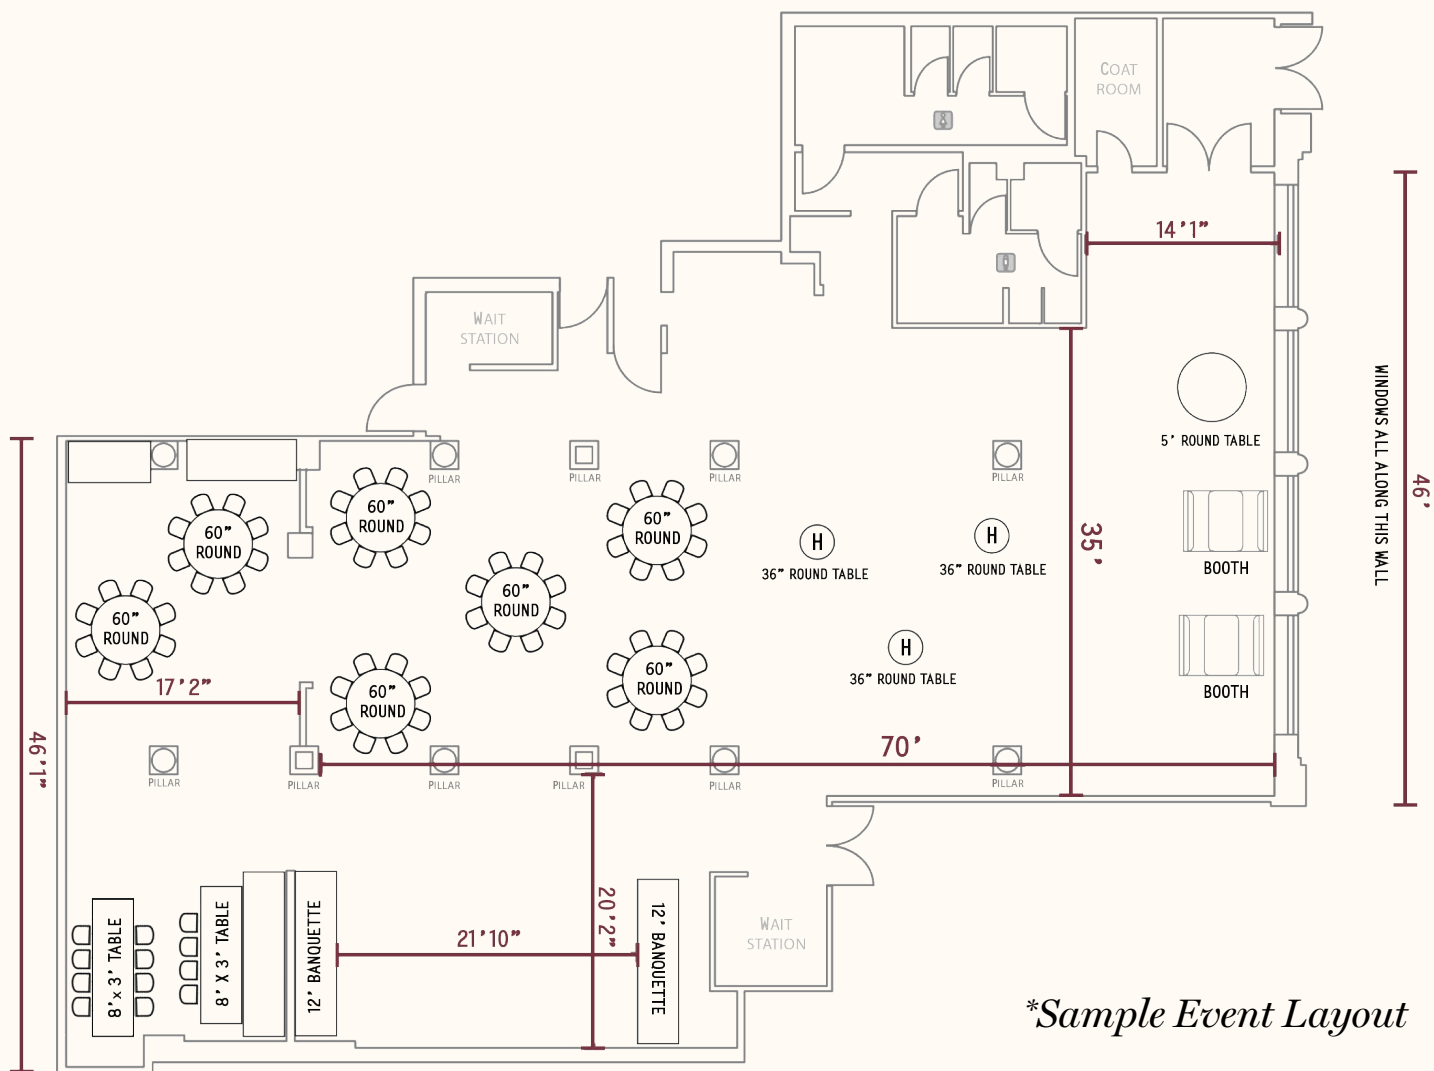 COAT
ROOM
14'1"
WAIT
STATION
WINDOWS ALL ALONG THIS WALL
46'
5' ROUND TABLE
PILLAR
PILLAR
PILLAR
PILLAR
60"
ROUND
60"
ROUND
60"
ROUND
60"
ROUND
60"
ROUND
60"
ROUND
60"
ROUND
H
36" ROUND TABLE
H
36" ROUND TABLE
H
36" ROUND TABLE
35'
BOOTH
BOOTH
17'2"
46'1"
70'
PILLAR
PILLAR
PILLAR
PILLAR
PILLAR
PILLAR
8'x 3' TABLE
8' X 3' TABLE
12' BANQUETTE
21'10"
20'2"
12' BANQUETTE
WAIT
STATION
*Sample Event Layout